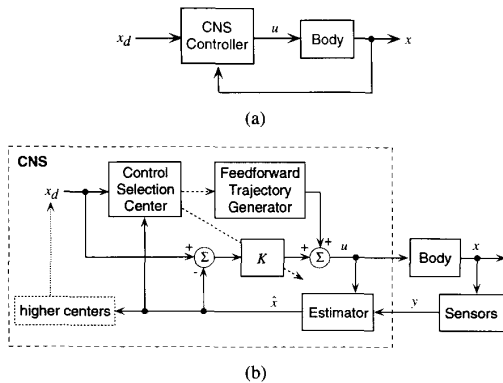 x_d
CNS
Controller
u
Body
x
(a)
CNS
x_d
Control
Selection
Center
Feedforward
Trajectory
Generator
+
Σ
-
K
+
+
Σ
u
Body
x
higher centers
x̂
Estimator
y
Sensors
(b)